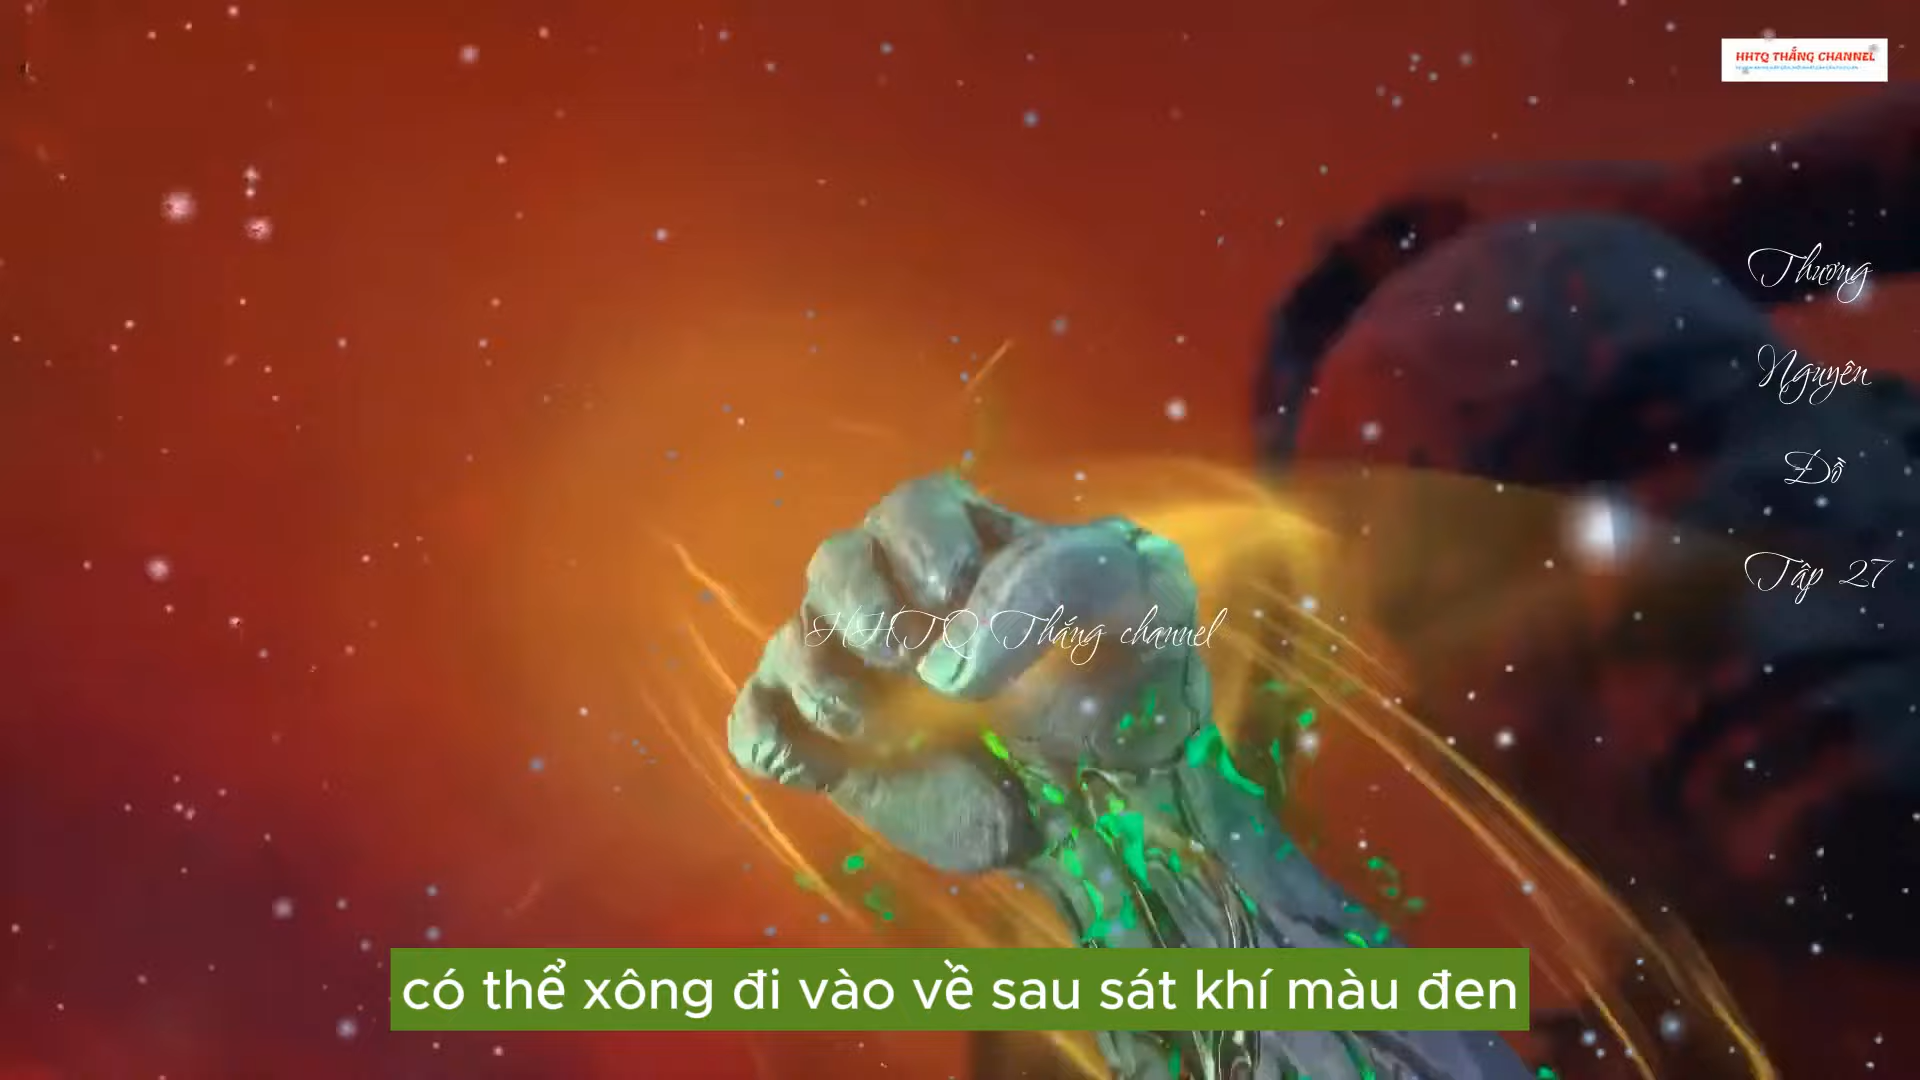 HHTQ THẮNG CHANNEL
Thương
Nguyên
Đồ
Tập 27
HHTQ Thắng channel
có thể xông đi vào về sau sát khí màu đen